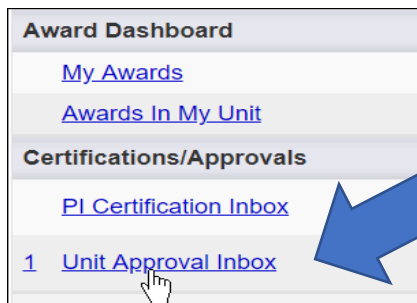 Award Dashboard
My Awards
Awards In My Unit
Certifications/Approvals
PI Certification Inbox
1 Unit Approval Inbox